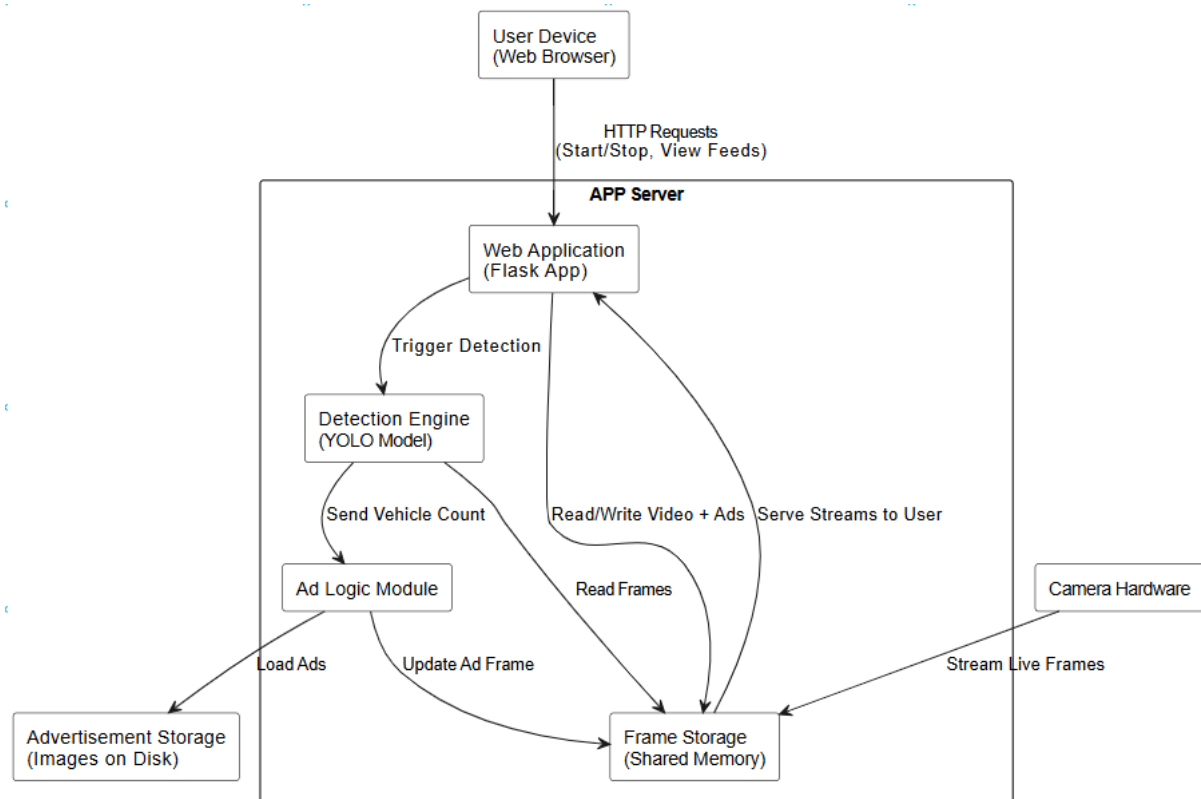 User Device
(Web Browser)
HTTP Requests
(Start/Stop, View Feeds)
APP Server
Web Application
(Flask App)
Trigger Detection
Detection Engine
(YOLO Model)
Send Vehicle Count
Read/Write Video + Ads
Serve Streams to User
Ad Logic Module
Read Frames
Camera Hardware
Load Ads
Update Ad Frame
Stream Live Frames
Advertisement Storage
(Images on Disk)
Frame Storage
(Shared Memory)